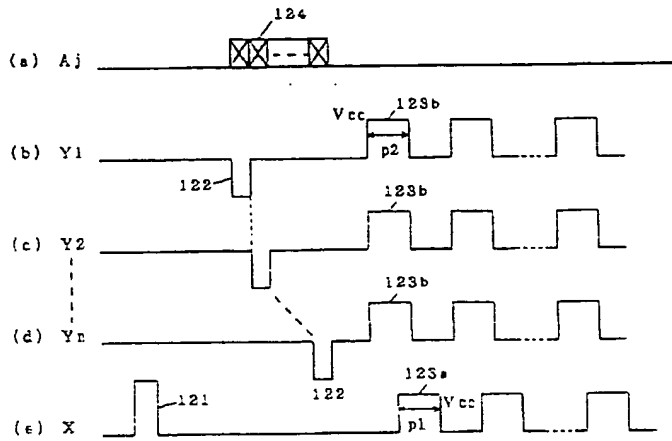 124
(a) Aj
Vcc 123b
(b) Y1 p2
122
123b
(c) Y2
123b
(d) Yn
122 123a
121 Vcc
(e) X p1